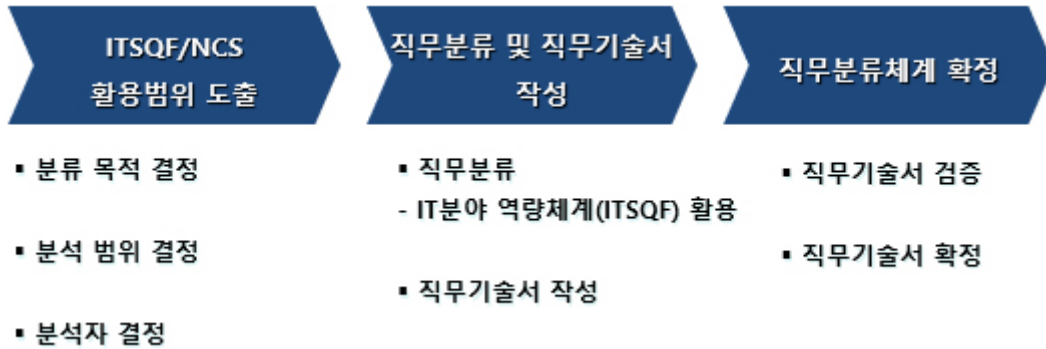 ITSQF/NCS
활용범위 도출
▪ 분류 목적 결정
▪ 분석 범위 결정
▪ 분석자 결정
직무분류 및 직무기술서
작성
▪ 직무분류
- IT분야 역량체계(ITSQF) 활용
▪ 직무기술서 작성
직무분류체계 확정
▪ 직무기술서 검증
▪ 직무기술서 확정